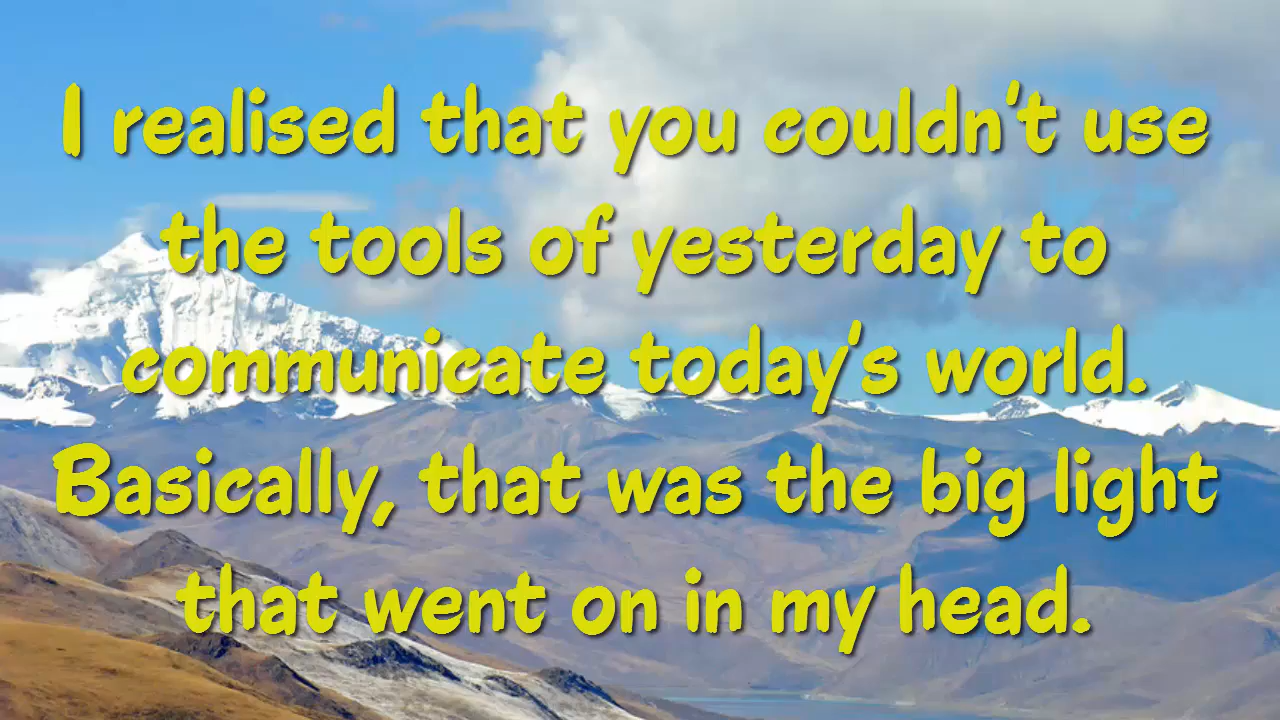 I realised that you couldn't use
the tools of yesterday to
communicate today's world.
Basically, that was the big light
that went on in my head.